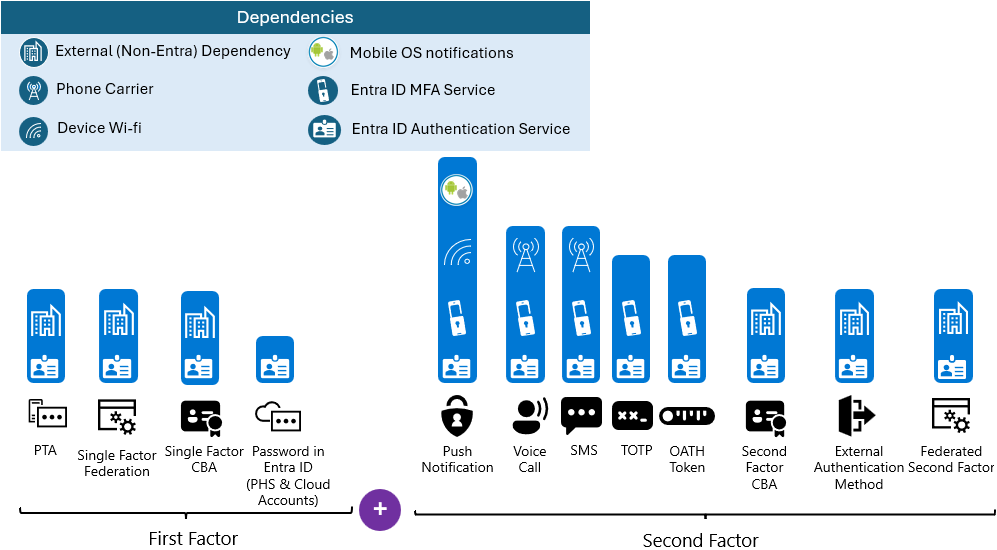 Dependencies
External (Non-Entra) Dependency
Mobile OS notifications
Phone Carrier
Entra ID MFA Service
Device Wi-fi
Entra ID Authentication Service
PTA
Single Factor
Federation
Single Factor
CBA
Password in
Entra ID
(PHS & Cloud
Accounts)
Push
Notification
Voice
Call
SMS
TOTP
OATH
Token
Second
Factor
CBA
External
Authentication
Method
Federated
Second Factor
First Factor
+
Second Factor